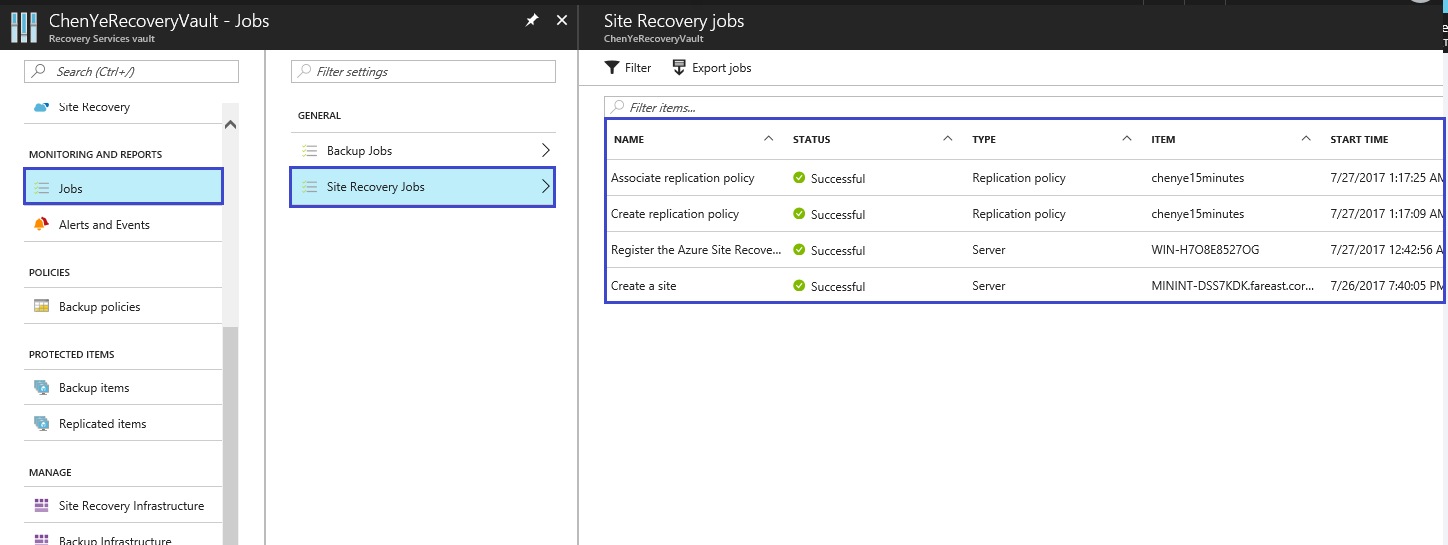 ChenYeRecoveryVault - Jobs
Recovery Services vault
Search (Ctrl+/)
Site Recovery
MONITORING AND REPORTS
Jobs
Alerts and Events
POLICIES
Backup policies
PROTECTED ITEMS
Backup items
Replicated items
MANAGE
Site Recovery Infrastructure
Backup Infrastructure
Filter settings
GENERAL
Backup Jobs
Site Recovery Jobs
Site Recovery jobs
ChenYeRecoveryVault
Filter Export jobs
Filter items...
NAME STATUS TYPE ITEM START TIME
Associate replication policy Successful Replication policy chenye15minutes 7/27/2017 1:17:25 AM
Create replication policy Successful Replication policy chenye15minutes 7/27/2017 1:17:09 AM
Register the Azure Site Recove... Successful Server WIN-H7O8E8527OG 7/27/2017 12:42:56 A
Create a site Successful Server MININT-DSS7KDK.fareast.cor... 7/26/2017 7:40:05 PM